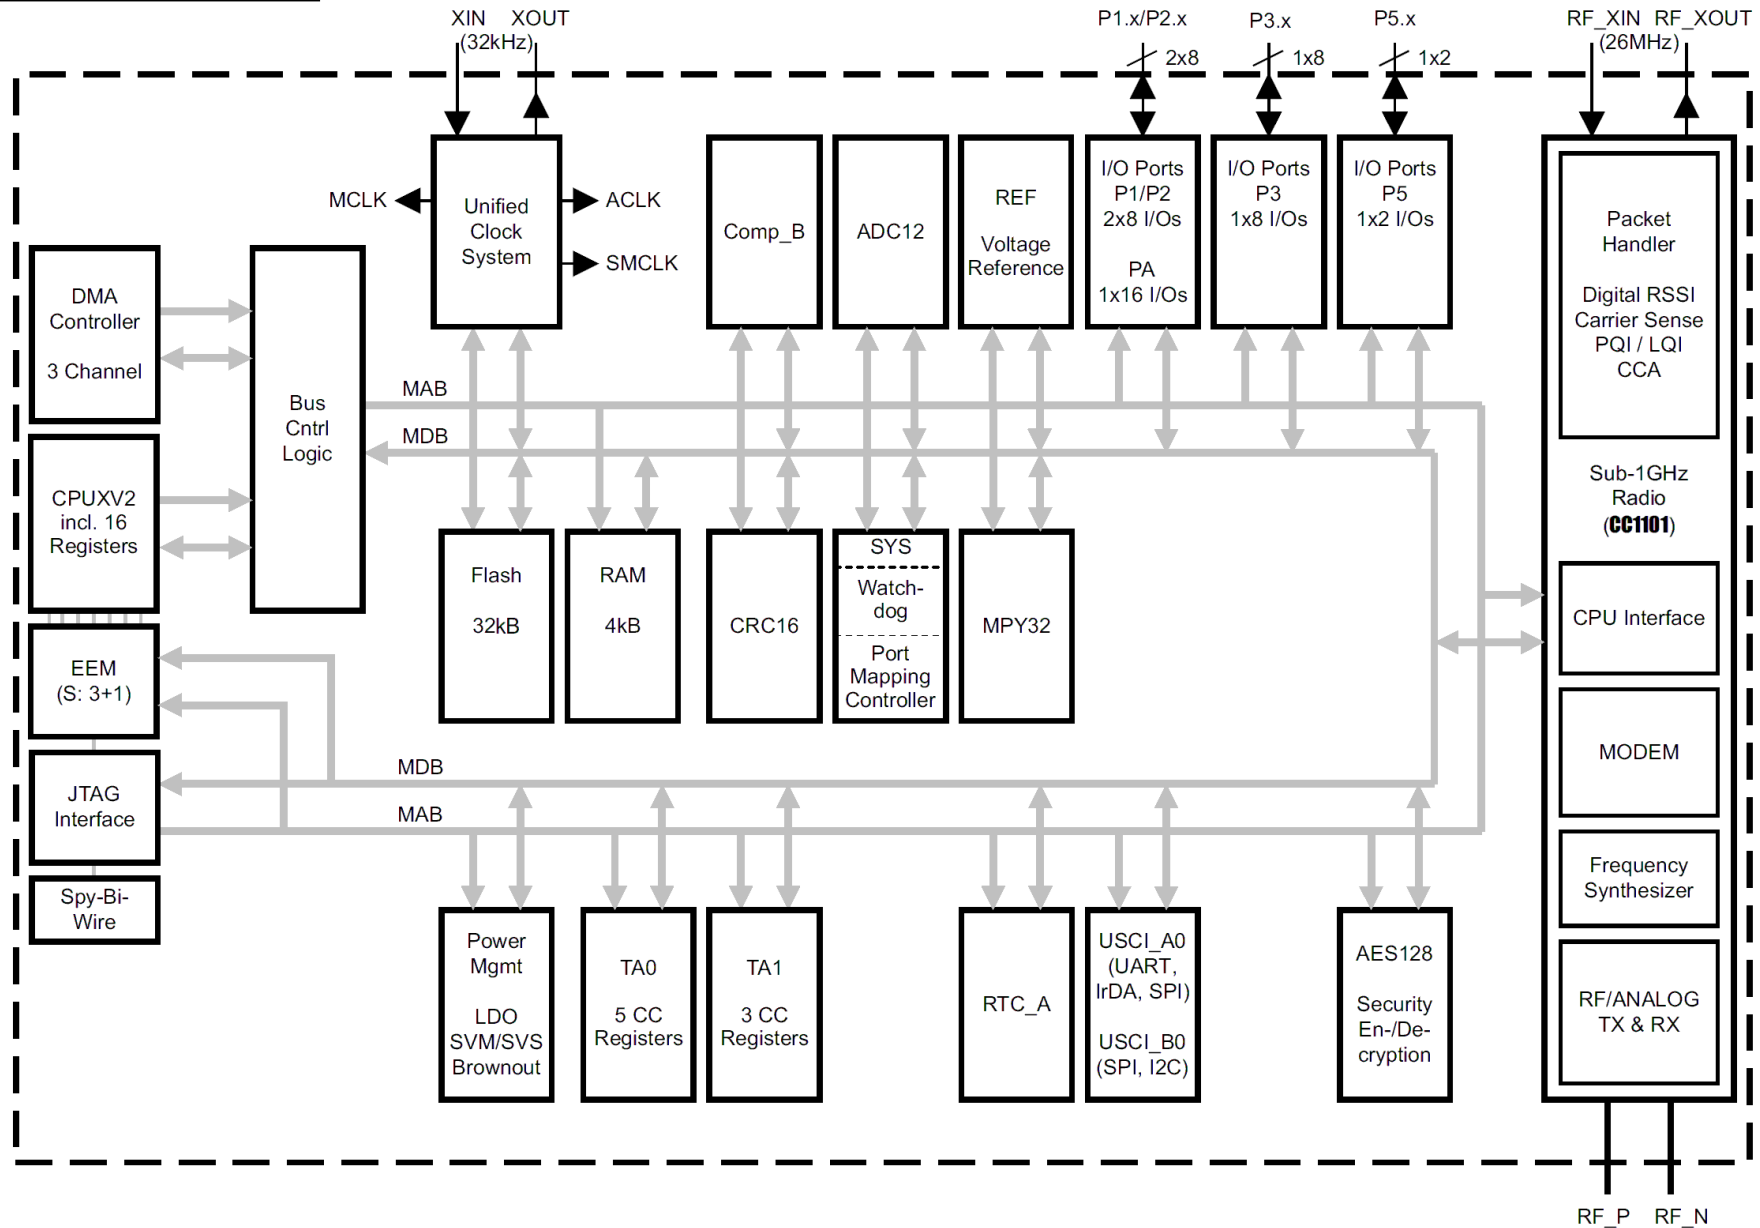 XIN XOUT
(32kHz)
P1.x/P2.x
2x8
P3.x
1x8
P5.x
1x2
RF_XIN RF_XOUT
(26MHz)
MCLK
Unified
Clock
System
ACLK
SMCLK
Comp_B
ADC12
REF
Voltage
Reference
I/O Ports
P1/P2
2x8 I/Os
PA
1x16 I/Os
I/O Ports
P3
1x8 I/Os
I/O Ports
P5
1x2 I/Os
Packet
Handler
Digital RSSI
Carrier Sense
PQI / LQI
CCA
DMA
Controller
3 Channel
Bus
Cntrl
Logic
MAB
MDB
CPUXV2
incl. 16
Registers
Sub-1GHz
Radio
(CC1101)
Flash
32kB
RAM
4kB
CRC16
SYS
Watch-
dog
Port
Mapping
Controller
MPY32
CPU Interface
EEM
(S: 3+1)
MODEM
JTAG
Interface
MDB
MAB
Spy-Bi-
Wire
Frequency
Synthesizer
Power
Mgmt
LDO
SVM/SVS
Brownout
TA0
5 CC
Registers
TA1
3 CC
Registers
RTC_A
USCI_A0
(UART,
IrDA, SPI)
USCI_B0
(SPI, I2C)
AES128
Security
En-/De-
cryption
RF/ANALOG
TX & RX
RF_P RF_N